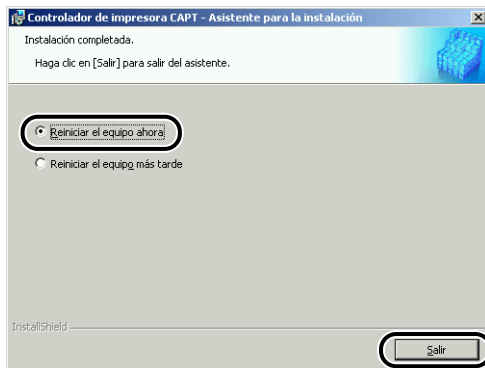 Controlador de impresora CAPT - Asistente para la instalación
Instalación completada.
Haga clic en [Salir] para salir del asistente.
Reiniciar el equipo ahora
Reiniciar el equipo más tarde
InstallShield
Salir